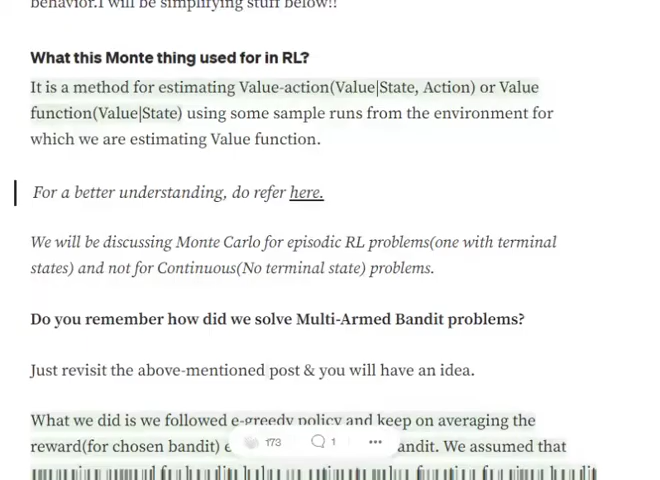 behavior.I will be simplifying stuff below!!
What this Monte thing used for in RL?
It is a method for estimating Value-action(Value|State, Action) or Value
function(Value|State) using some sample runs from the environment for
which we are estimating Value function.
For a better understanding, do refer here.
We will be discussing Monte Carlo for episodic RL problems(one with terminal
states) and not for Continuous(No terminal state) problems.
Do you remember how did we solve Multi-Armed Bandit problems?
Just revisit the above-mentioned post & you will have an idea.
What we did is we followed e-greedy policy and keep on averaging the
reward(for chosen bandit) e
173
1
andit. We assumed that